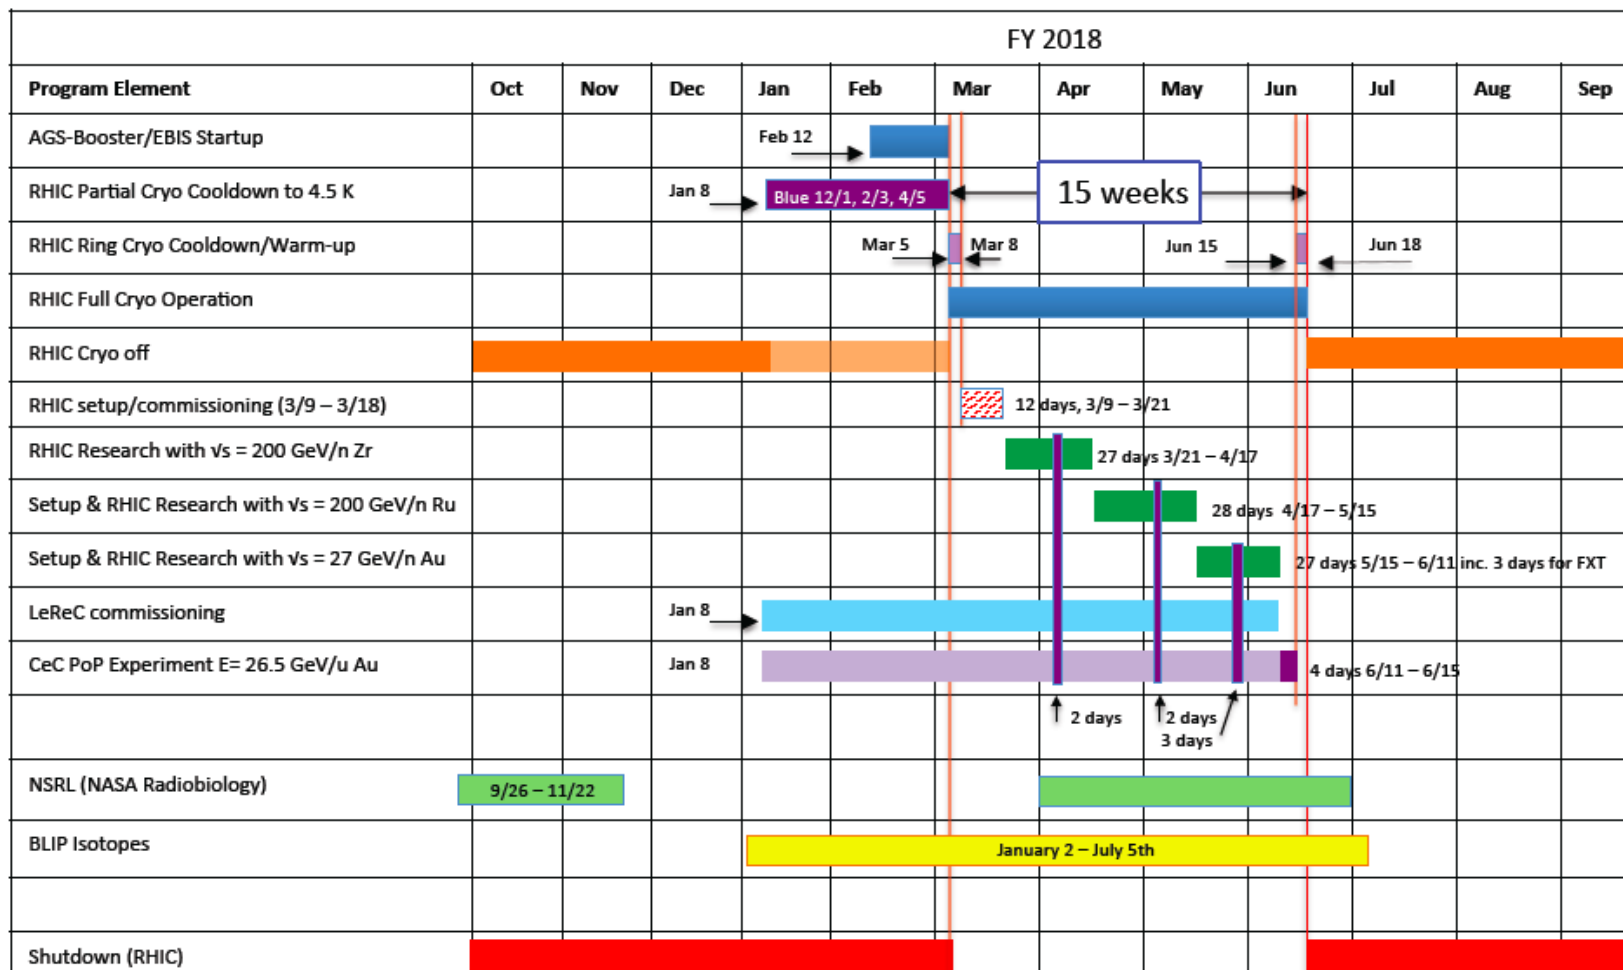 FY 2018
Program Element Oct Nov Dec Jan Feb Mar Apr May Jun Jul Aug Sep
AGS-Booster/EBIS Startup Feb 12
RHIC Partial Cryo Cooldown to 4.5 K Jan 8 Blue 12/1, 2/3, 4/5 15 weeks
RHIC Ring Cryo Cooldown/Warm-up Mar 5 Mar 8 Jun 15 Jun 18
RHIC Full Cryo Operation
RHIC Cryo off
RHIC setup/commissioning (3/9 – 3/18) 12 days, 3/9 – 3/21
RHIC Research with √s = 200 GeV/n Zr 27 days 3/21 – 4/17
Setup & RHIC Research with √s = 200 GeV/n Ru 28 days 4/17 – 5/15
Setup & RHIC Research with √s = 27 GeV/n Au 27 days 5/15 – 6/11 inc. 3 days for FXT
LeReC commissioning Jan 8
CeC PoP Experiment E= 26.5 GeV/u Au Jan 8 4 days 6/11 – 6/15
2 days 2 days
3 days
NSRL (NASA Radiobiology) 9/26 – 11/22
BLIP Isotopes January 2 – July 5th
Shutdown (RHIC)